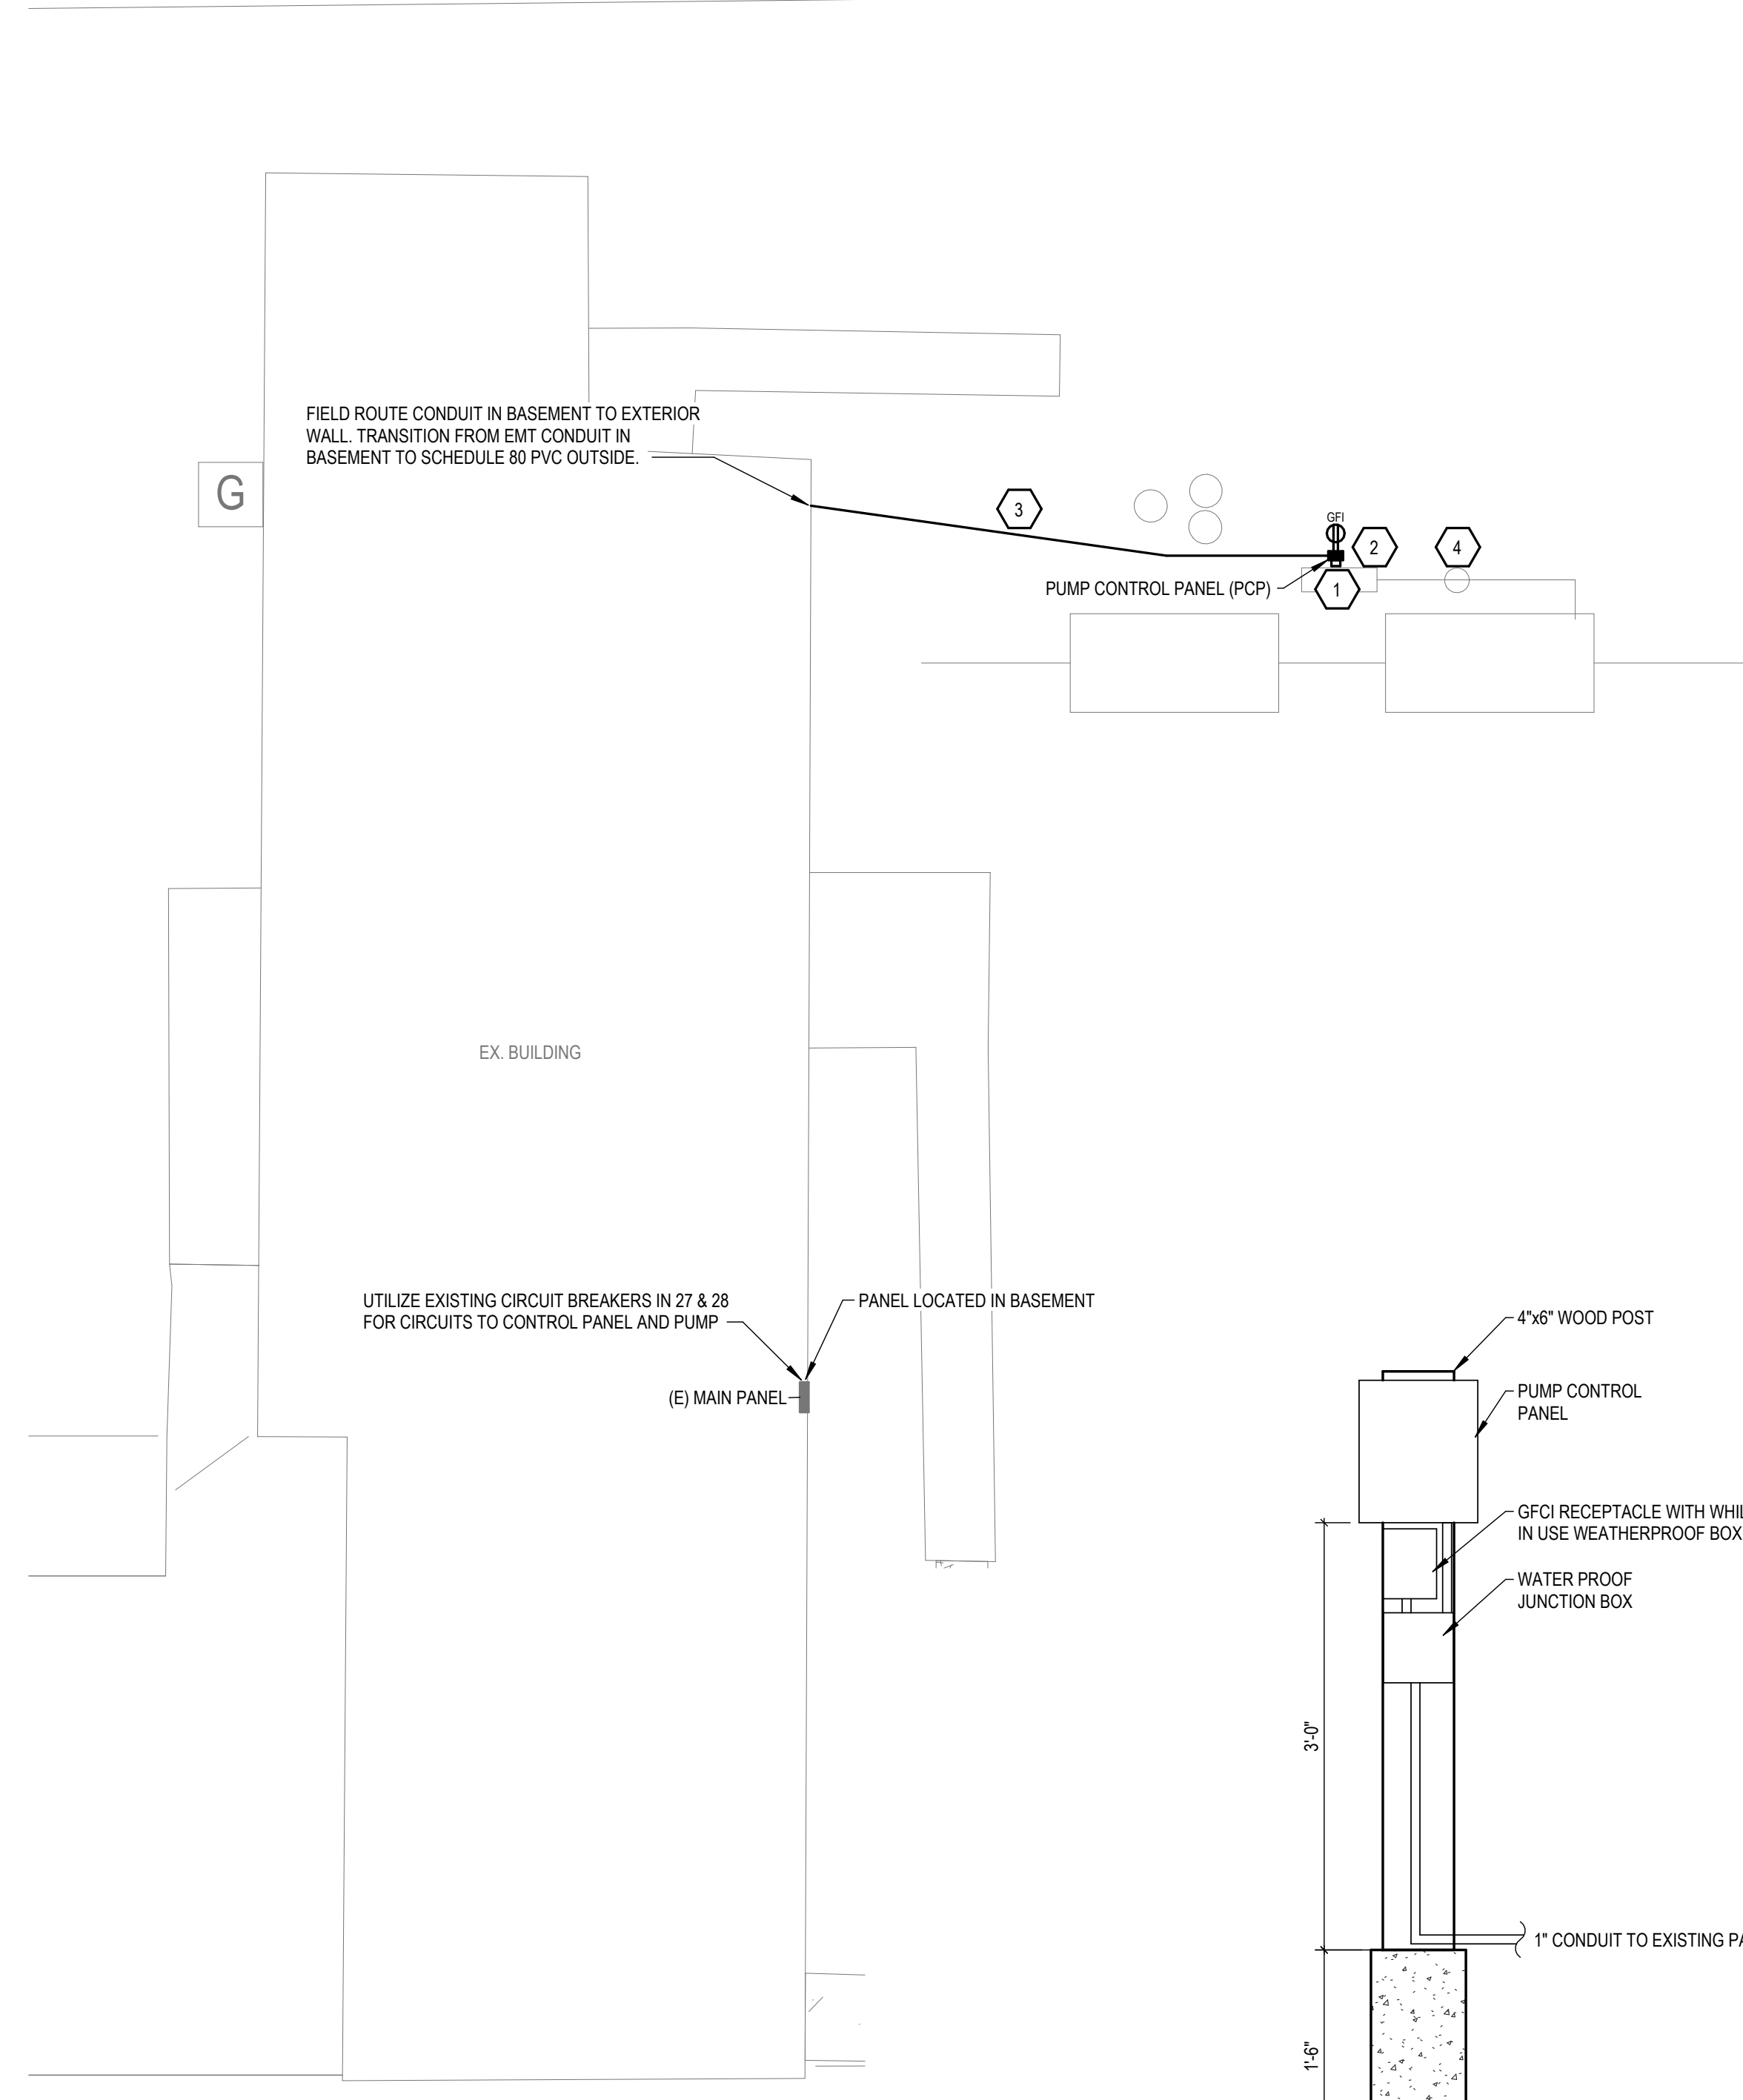 FIELD ROUTE CONDUIT IN BASEMENT TO EXTERIOR
WALL. TRANSITION FROM EMT CONDUIT IN
BASEMENT TO SCHEDULE 80 PVC OUTSIDE.
G
3
GFI
2
4
PUMP CONTROL PANEL (PCP)
1
EX. BUILDING
UTILIZE EXISTING CIRCUIT BREAKERS IN 27 & 28
FOR CIRCUITS TO CONTROL PANEL AND PUMP
PANEL LOCATED IN BASEMENT
(E) MAIN PANEL
4"x6" WOOD POST
PUMP CONTROL
PANEL
GFCI RECEPTACLE WITH
IN USE WEATHERPROOF BOX
WATER PROOF
JUNCTION BOX
3'-0"
1" CONDUIT TO EXISTING
1'-6"